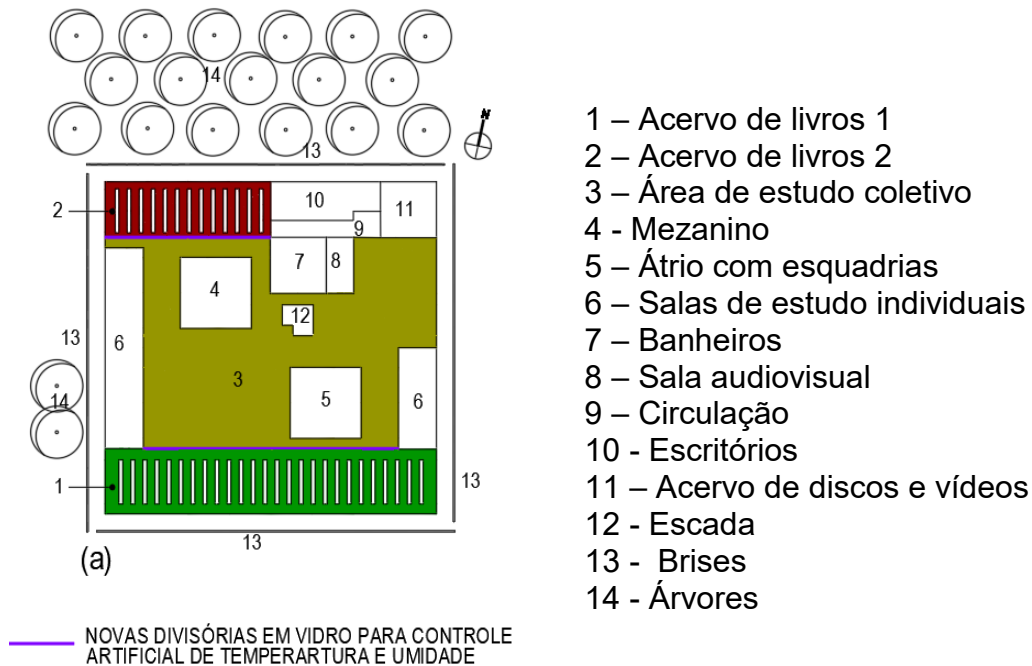 14
13
N
2
10
11
9
7
8
4
12
13
6
3
5
6
14
1
13
13
(a)
NOVAS DIVISÓRIAS EM VIDRO PARA CONTROLE
ARTIFICIAL DE TEMPERARTURA E UMIDADE
1 – Acervo de livros 1
2 – Acervo de livros 2
3 – Área de estudo coletivo
4 - Mezanino
5 – Átrio com esquadrias
6 – Salas de estudo individuais
7 – Banheiros
8 – Sala audiovisual
9 – Circulação
10 - Escritórios
11 – Acervo de discos e vídeos
12 - Escada
13 -  Brises
14 - Árvores